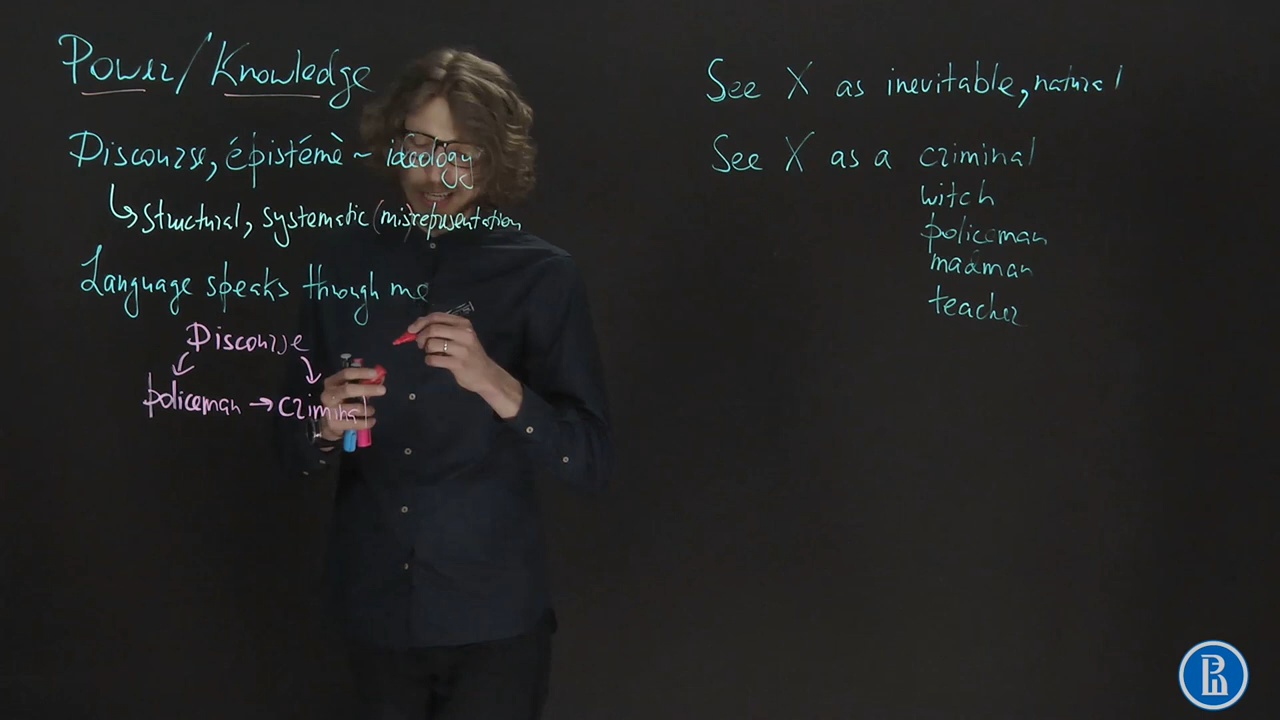 Power/Knowledge
Discourse, épistémè ~ ideology
↳ structural, systematic (mis)representation
Language speaks through me
Discourse
policeman → criminal
See X as inevitable, natural
See X as a criminal
witch
policeman
madman
teacher